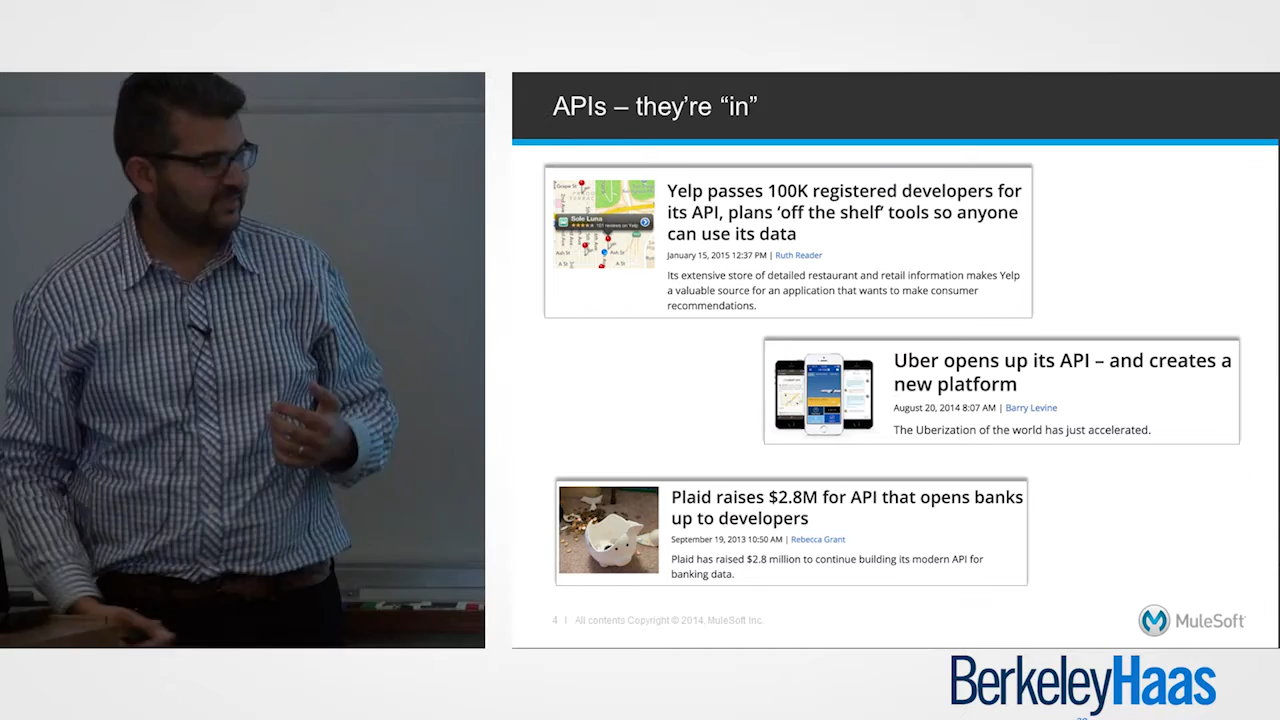 APIs – they're “in”
Yelp passes 100K registered developers for
its API, plans ‘off the shelf’ tools so anyone
can use its data
January 15, 2015 12:37 PM | Ruth Reader
Its extensive store of detailed restaurant and retail information makes Yelp
a valuable source for an application that wants to make consumer
recommendations.
Sole Luna
Uber opens up its API – and creates a
new platform
August 20, 2014 8:07 AM | Barry Levine
The Uberization of the world has just accelerated.
Plaid raises $2.8M for API that opens banks
up to developers
September 19, 2013 10:50 AM | Rebecca Grant
Plaid has raised $2.8 million to continue building its modern API for
banking data.
4 | All contents Copyright © 2014, MuleSoft Inc.
MuleSoft
BerkeleyHaas